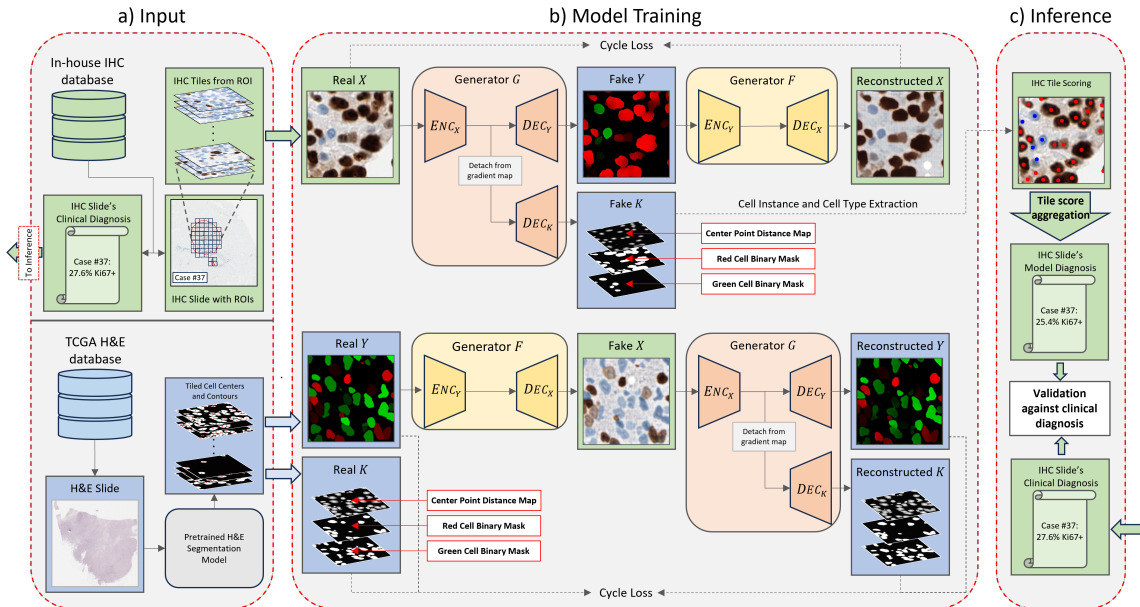 a) Input
b) Model Training
c) Inference
In-house IHC
database
IHC Tiles from ROI
IHC Slide's
Clinical Diagnosis
Case #37:
27.6% Ki67+
To Inference
Case #37
IHC Slide with ROIs
TCGA H&E
database
Tiled Cell Centers
and Contours
H&E Slide
Pretrained H&E
Segmentation
Model
Cycle Loss
Real X
Generator G
ENC_X
DEC_Y
Detach from
gradient map
DEC_K
Fake Y
Generator F
ENC_Y
DEC_X
Reconstructed X
Fake K
Cell Instance and Cell Type Extraction
Center Point Distance Map
Red Cell Binary Mask
Green Cell Binary Mask
Real Y
Generator F
ENC_Y
DEC_X
Fake X
Generator G
ENC_X
DEC_Y
Detach from
gradient map
DEC_K
Reconstructed Y
Real K
Center Point Distance Map
Red Cell Binary Mask
Green Cell Binary Mask
Reconstructed K
Cycle Loss
IHC Tile Scoring
Tile score
aggregation
IHC Slide's
Model Diagnosis
Case #37:
25.4% Ki67+
Validation
against clinical
diagnosis
IHC Slide's
Clinical Diagnosis
Case #37:
27.6% Ki67+